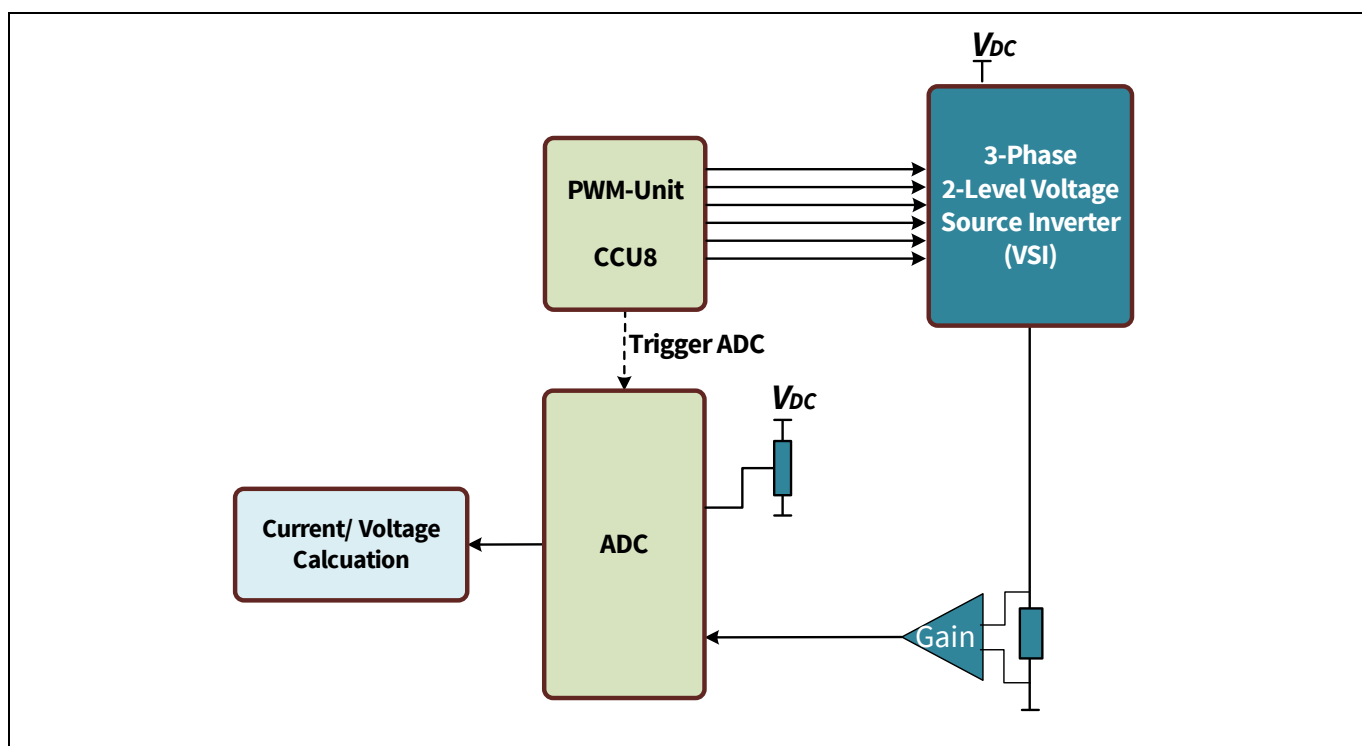 VDC
3-Phase
2-Level Voltage
Source Inverter
(VSI)
PWM-Unit
CCU8
Trigger ADC
VDC
ADC
Current/ Voltage
Calcuation
Gain